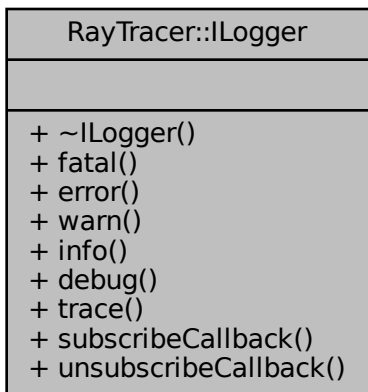 RayTracer::ILogger
+ ~ILogger()
+ fatal()
+ error()
+ warn()
+ info()
+ debug()
+ trace()
+ subscribeCallback()
+ unsubscribeCallback()